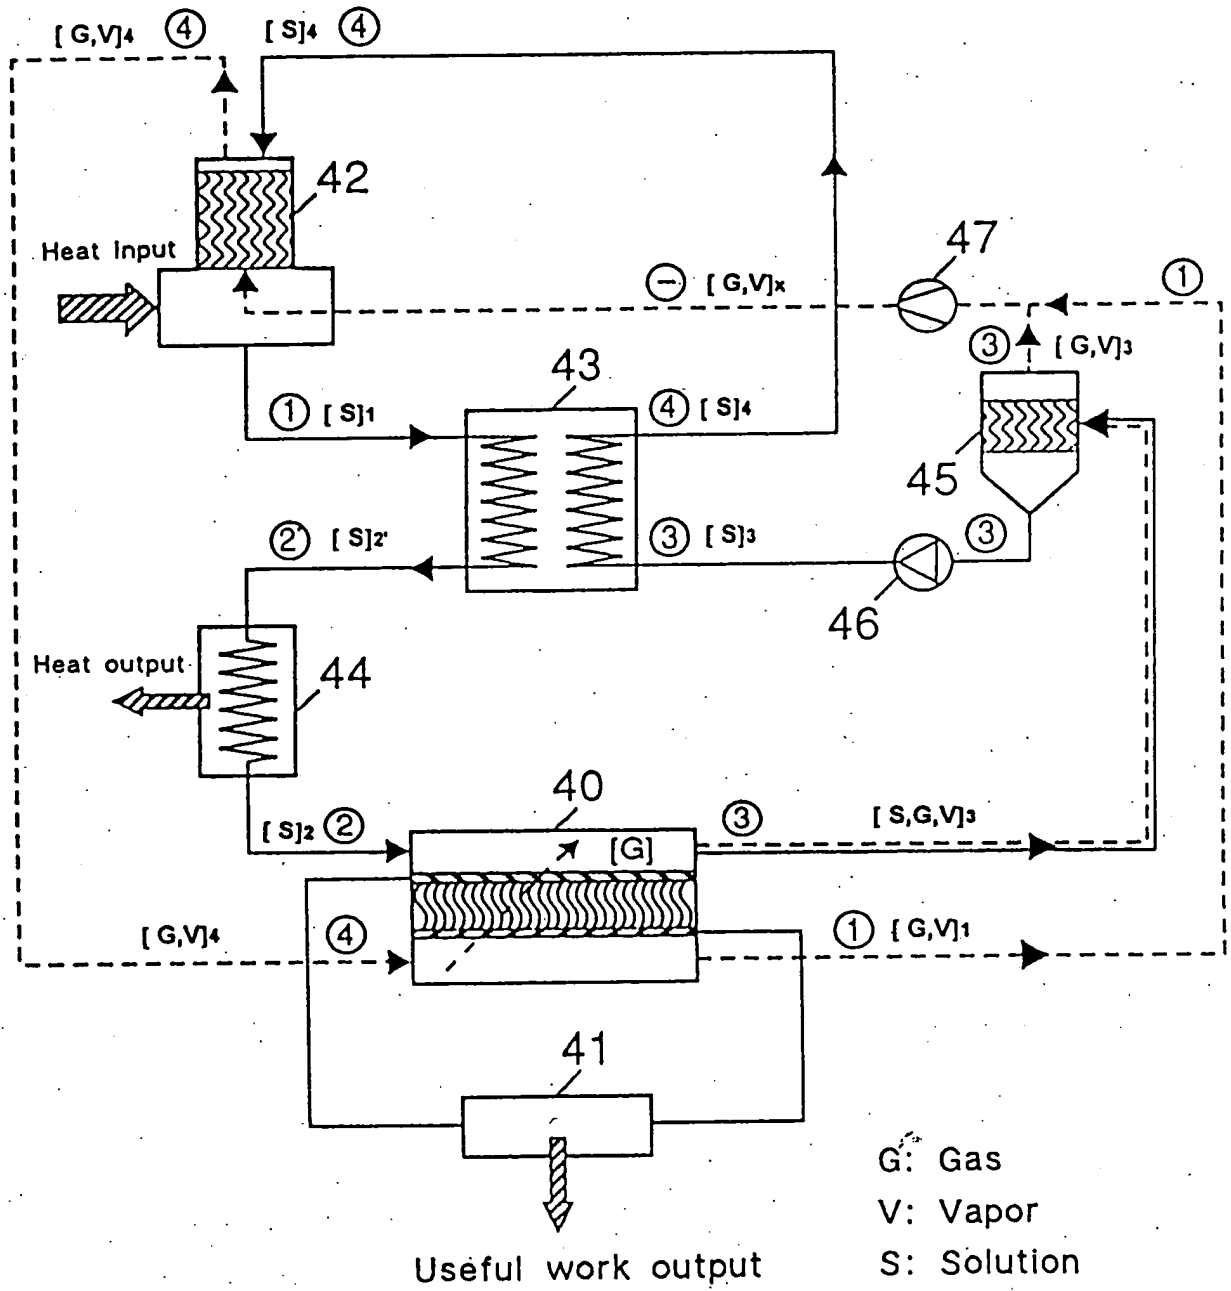 [ G,V]4 ④ [ S]4 ④
42
Heat input
47
⊖ [ G,V]x
①
③ [ G,V]3
43
① [ S]1
④ [ S]4
45
②' [ S]2'
③ [ S]3
③
46
Heat output
44
40
[ S]2 ②
③ [ S,G,V]3
[G]
[ G,V]4 ④
① [ G,V]1
41
G: Gas
V: Vapor
S: Solution
Useful work output